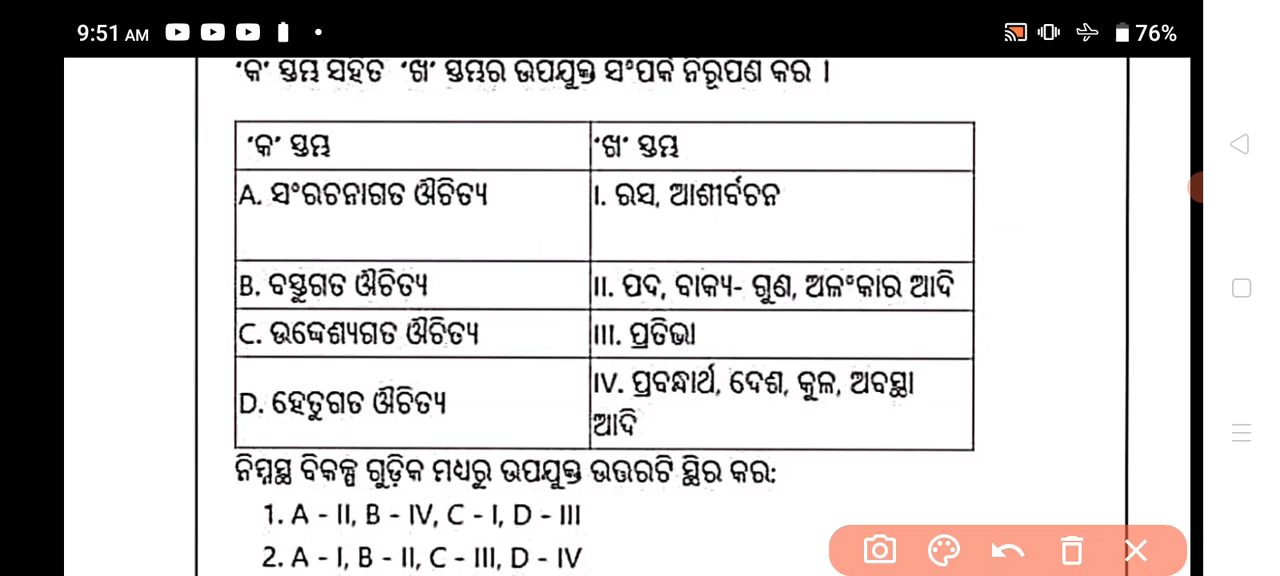 9:51 AM 76%
'କ' ସ୍ତମ୍ଭ ସହିତ 'ଖ' ସ୍ତମ୍ଭର ଉପଯୁକ୍ତ ସଂପର୍କ ନିରୂପଣ କର ।
'କ' ସ୍ତମ୍ଭ 'ଖ' ସ୍ତମ୍ଭ
A. ସଂରଚନାଗତ ଔଚିତ୍ୟ I. ରସ, ଆଶୀର୍ବଚନ
B. ବସ୍ତୁଗତ ଔଚିତ୍ୟ II. ପଦ, ବାକ୍ୟ- ଗୁଣ, ଅଳଂକାର ଆଦି
C. ଉଦ୍ଦେଶ୍ୟଗତ ଔଚିତ୍ୟ III. ପ୍ରତିଭା
D. ହେତୁଗତ ଔଚିତ୍ୟ IV. ପ୍ରବନ୍ଧାର୍ଥ, ଦେଶ, କୁଳ, ଅବସ୍ଥା
ଆଦି
ନିମ୍ନସ୍ଥ ବିକଳ୍ପ ଗୁଡ଼ିକ ମଧ୍ୟରୁ ଉପଯୁକ୍ତ ଉତ୍ତରଟି ସ୍ଥିର କର:
1. A - II, B - IV, C - I, D - III
2. A - I, B - II, C - III, D - IV